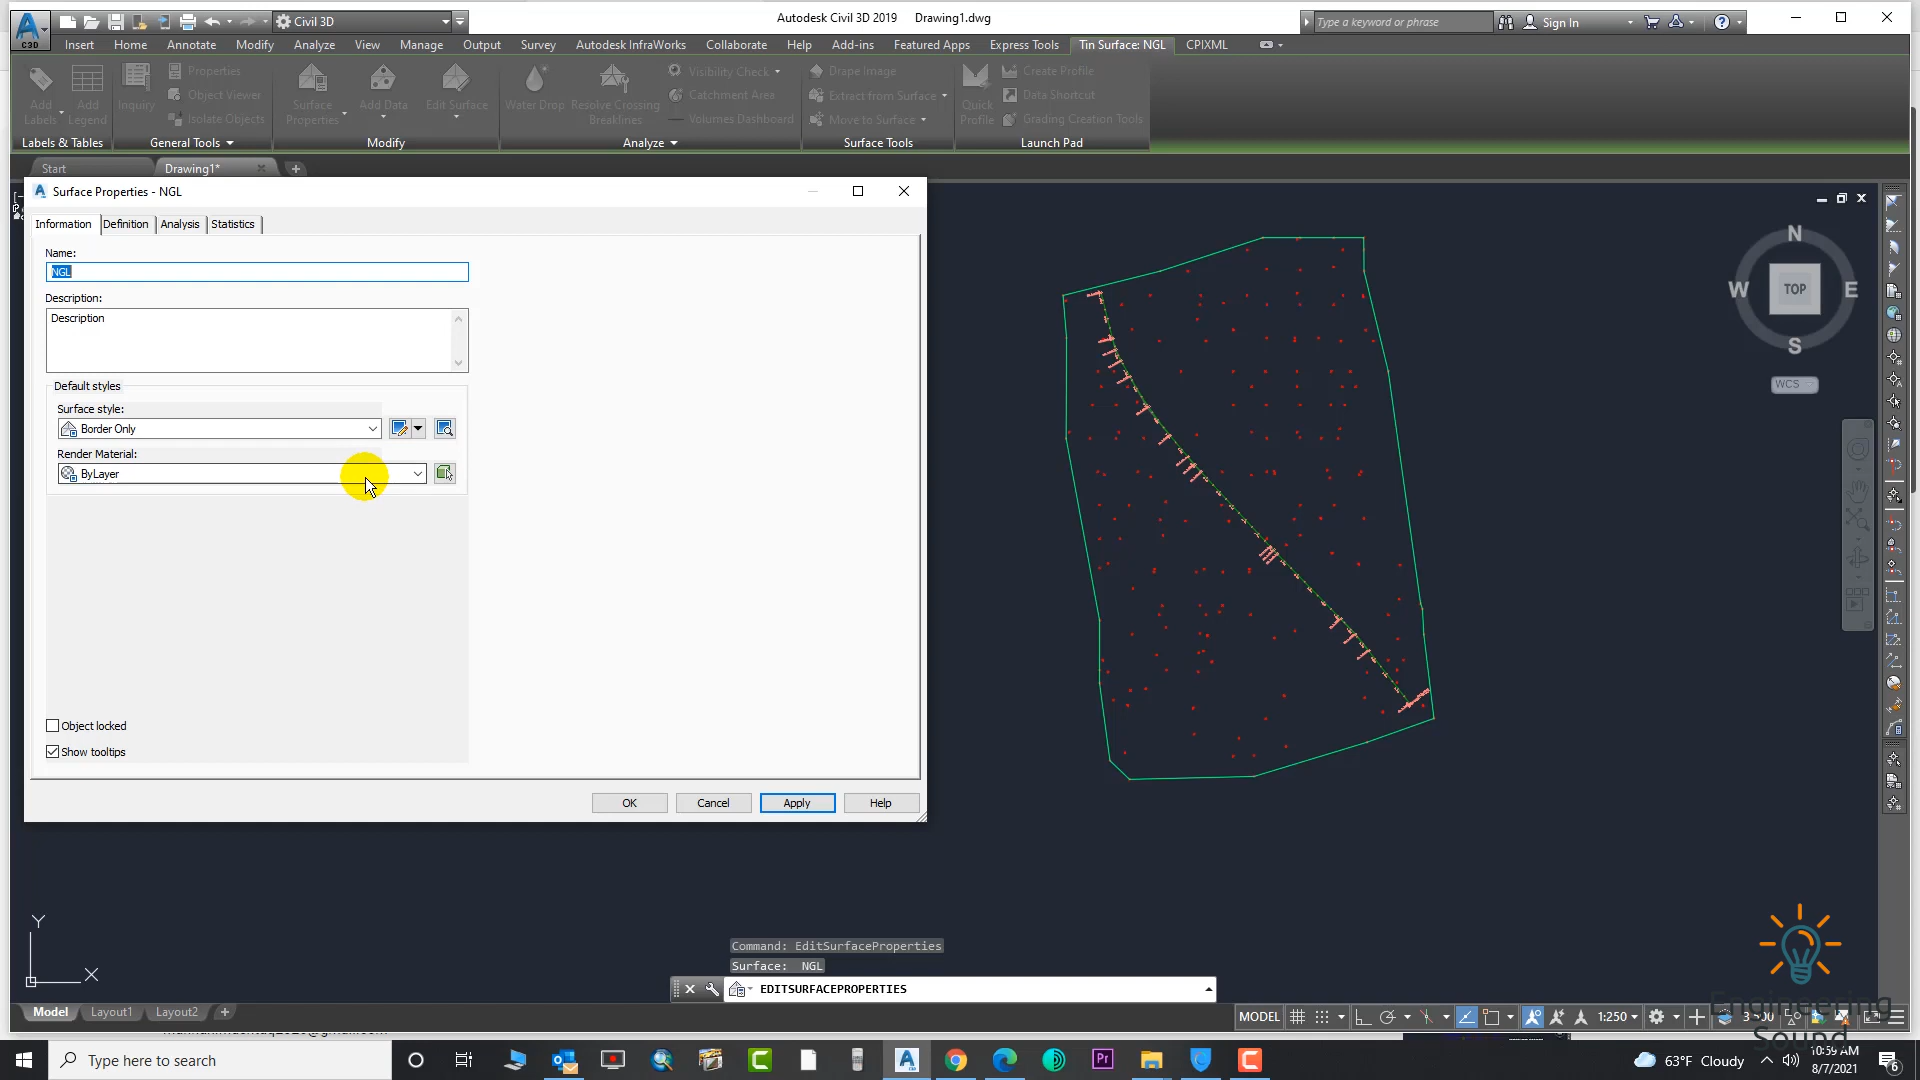 Civil 3D
Autodesk Civil 3D 2019 Drawing1.dwg
Type a keyword or phrase
Sign In
C3D
Insert Home Annotate Modify Analyze View Manage Output Survey Autodesk InfraWorks Collaborate Help Add-ins Featured Apps Express Tools Tin Surface: NGL CPIXML
Add Labels
Add Legend
Inquiry
Properties
Object Viewer
Isolate Objects
Surface Properties
Add Data
Edit Surface
Water Drop
Resolve Crossing Breaklines
Visibility Check
Catchment Area
Volumes Dashboard
Drape Image
Extract from Surface
Move to Surface
Quick Profile
Create Profile
Data Shortcut
Grading Creation Tools
Labels & Tables General Tools Modify Analyze Surface Tools Launch Pad
Start Drawing1*
Surface Properties - NGL
Information Definition Analysis Statistics
Name:
NGL
Description:
Description
Default styles
Surface style:
Border Only
Render Material:
ByLayer
Object locked
Show tooltips
OK Cancel Apply Help
N
W TOP E
S
WCS
Y
X
Command: EditSurfaceProperties
Surface: NGL
EDITSURFACEPROPERTIES
Model Layout1 Layout2
MODEL 1:250
Engineering
Sound
Type here to search
Pr
63°F Cloudy
10:59 AM
8/7/2021
6